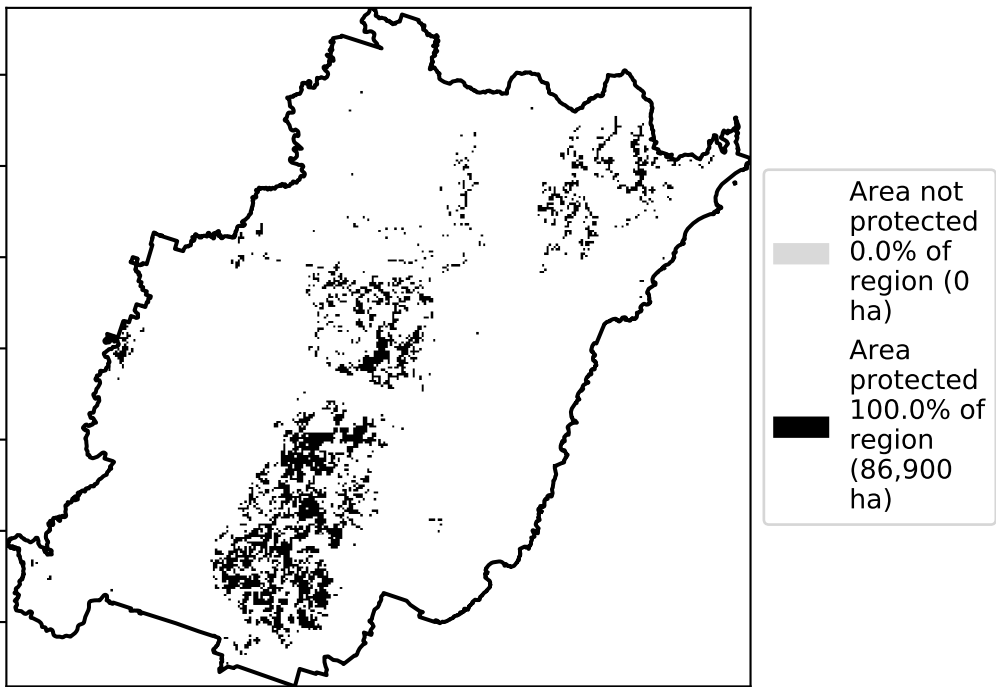 Area not
protected
0.0% of
region (0
ha)
Area
protected
100.0% of
region
(86,900
ha)